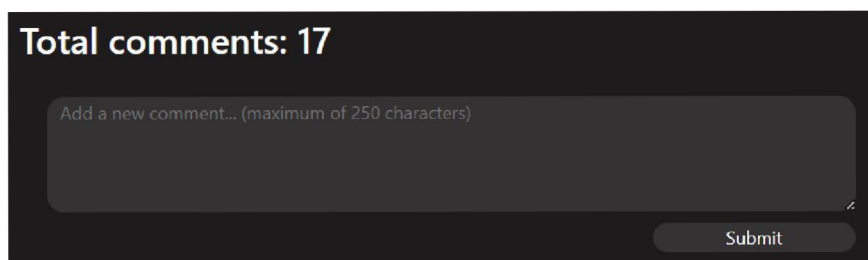 Total comments: 17
Add a new comment... (maximum of 250 characters)
Submit